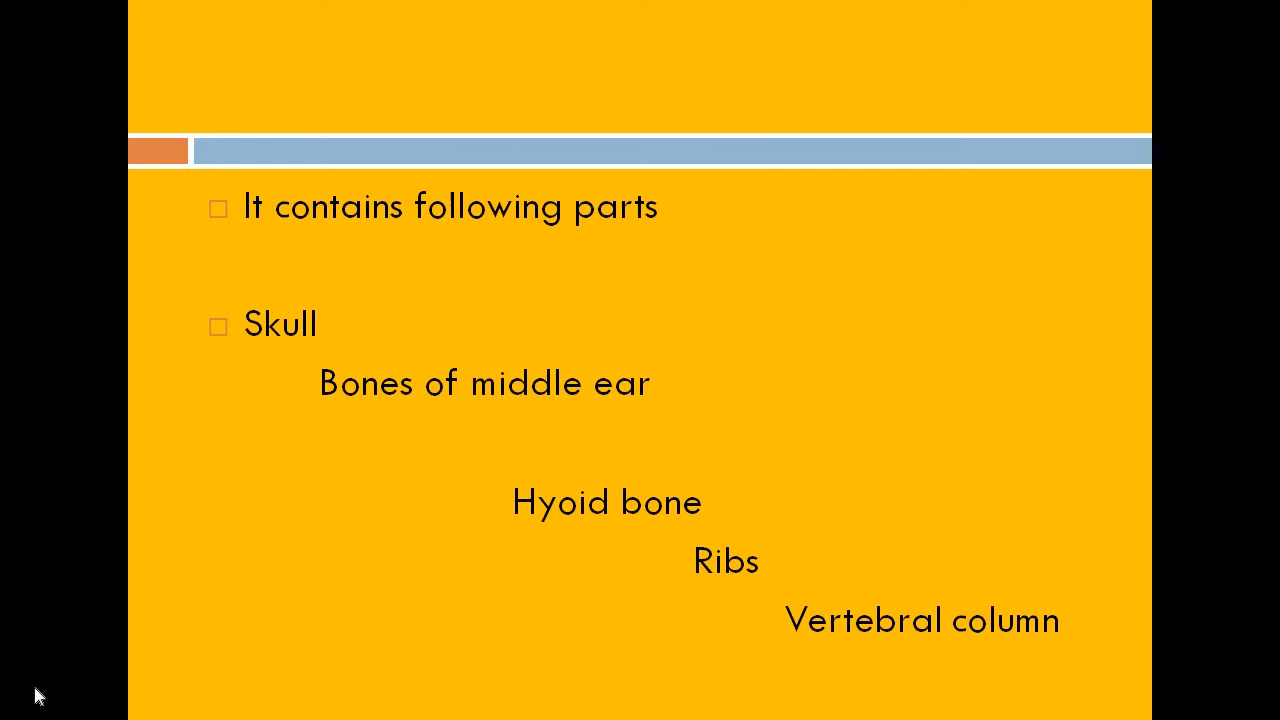 It contains following parts
Skull
Bones of middle ear
Hyoid bone
Ribs
Vertebral column